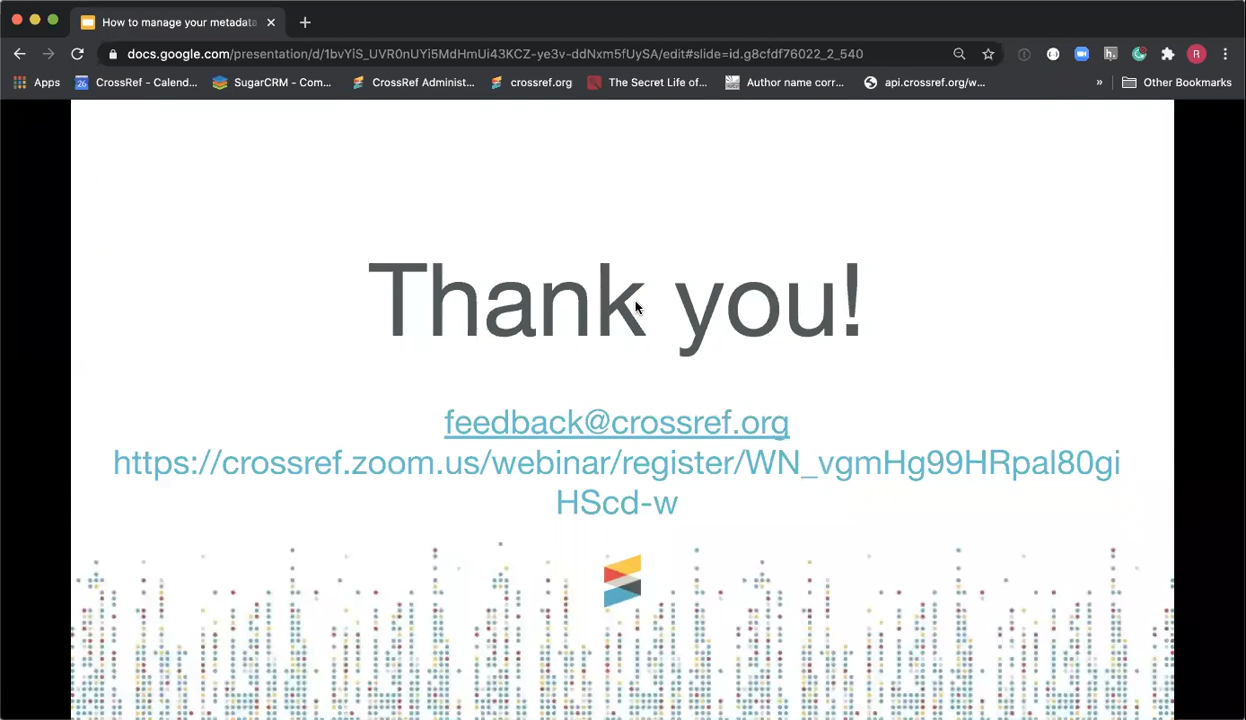 How to manage your metadata
docs.google.com/presentation/d/1bvYiS_UVR0nUYi5MdHmUi43KCZ-ye3v-ddNxm5fUySA/edit#slide=id.g8cfdf76022_2_540
R
Apps
26
CrossRef - Calend...
SugarCRM - Com...
CrossRef Administ...
crossref.org
The Secret Life of...
Author name corr...
api.crossref.org/w...
»
Other Bookmarks
Thank you!
feedback@crossref.org
https://crossref.zoom.us/webinar/register/WN_vgmHg99HRpal80gi
HScd-w